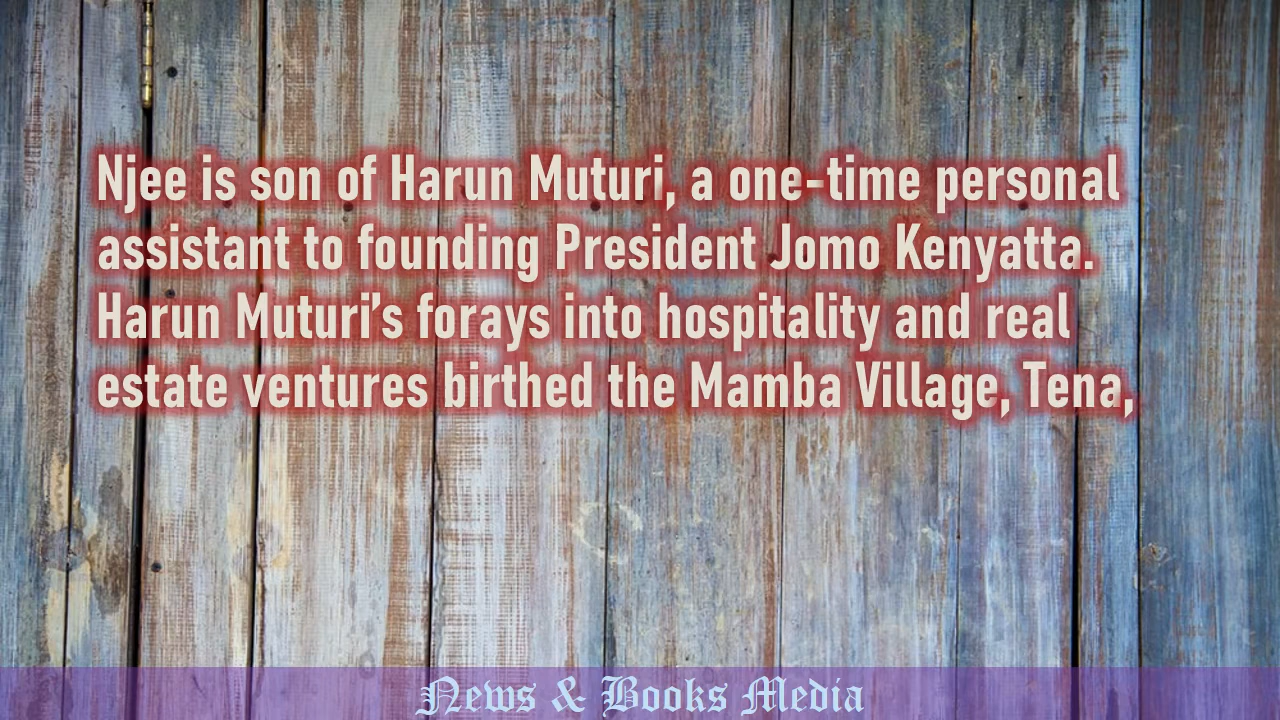 Njee is son of Harun Muturi, a one-time personal
assistant to founding President Jomo Kenyatta.
Harun Muturi’s forays into hospitality and real
estate ventures birthed the Mamba Village, Tena,
News & Books Media